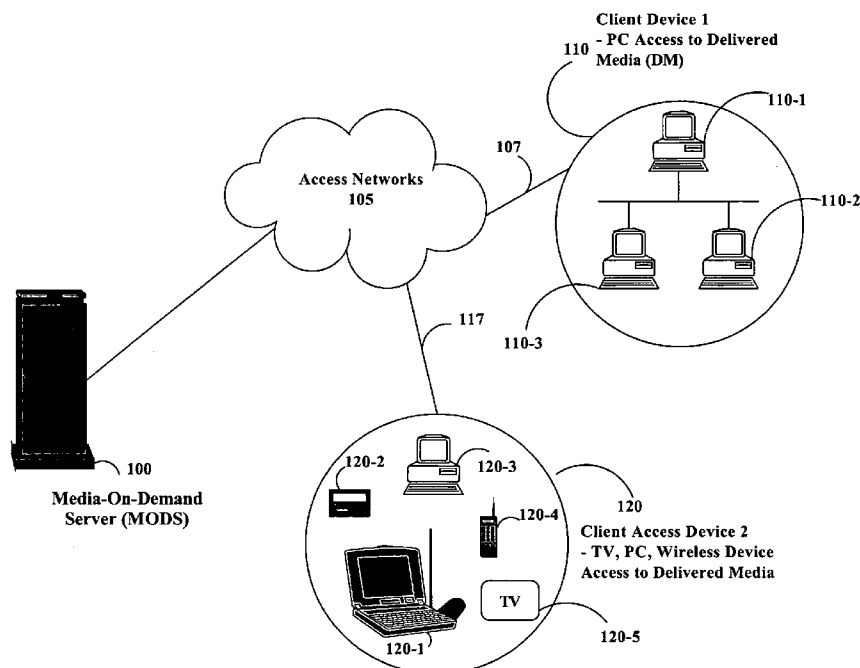 Client Device 1
- PC Access to Delivered
Media (DM)
110
110-1
107
Access Networks
105
110-2
110-3
117
100
Media-On-Demand
Server (MODS)
120-2
120-3
120
120-4
Client Access Device 2
- TV, PC, Wireless Device
Access to Delivered Media
TV
120-1
120-5